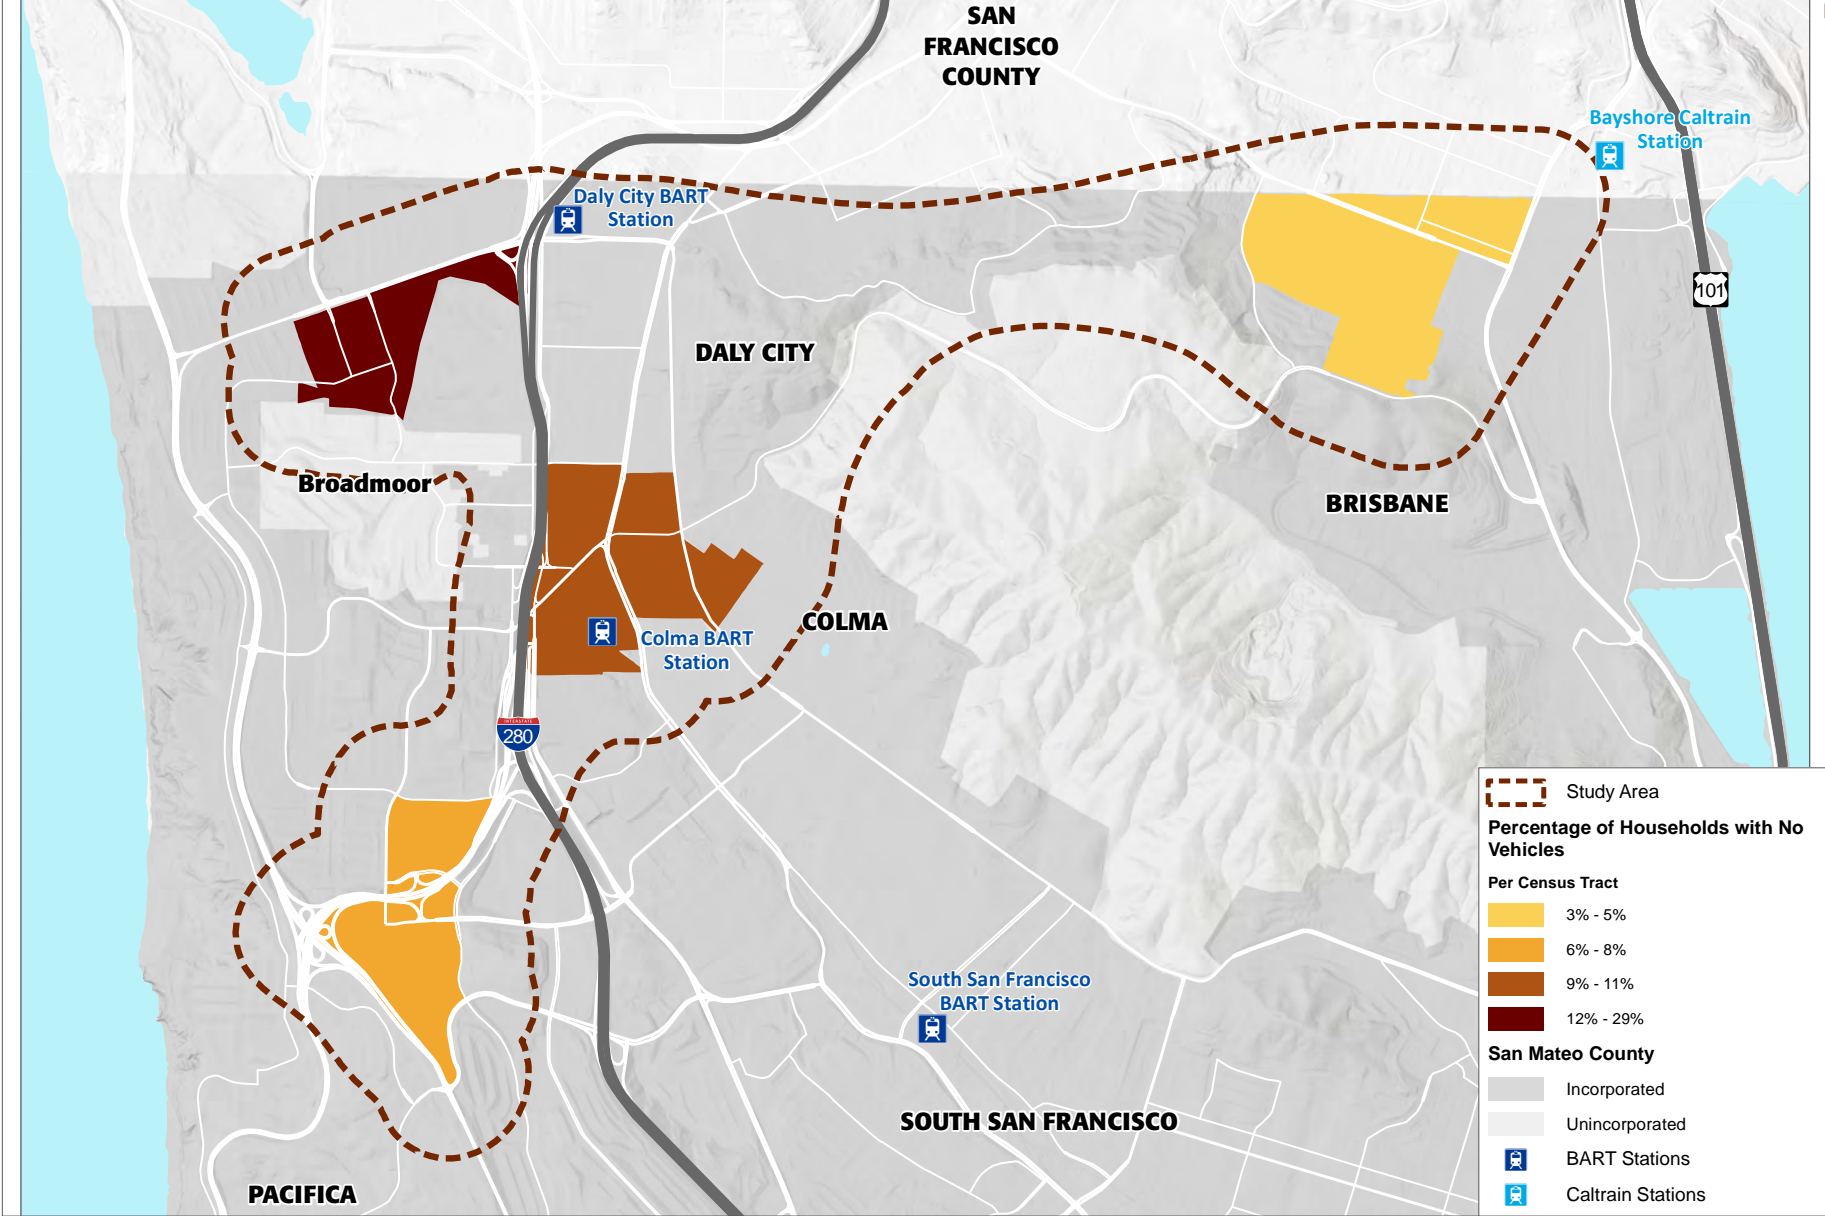 SAN
FRANCISCO
COUNTY
Bayshore Caltrain
Station
Daly City BART
Station
101
DALY CITY
Broadmoor
BRISBANE
COLMA
Colma BART
Station
INTERSTATE
280
South San Francisco
BART Station
SOUTH SAN FRANCISCO
PACIFICA
Study Area
Percentage of Households with No
Vehicles
Per Census Tract
3% - 5%
6% - 8%
9% - 11%
12% - 29%
San Mateo County
Incorporated
Unincorporated
BART Stations
Caltrain Stations